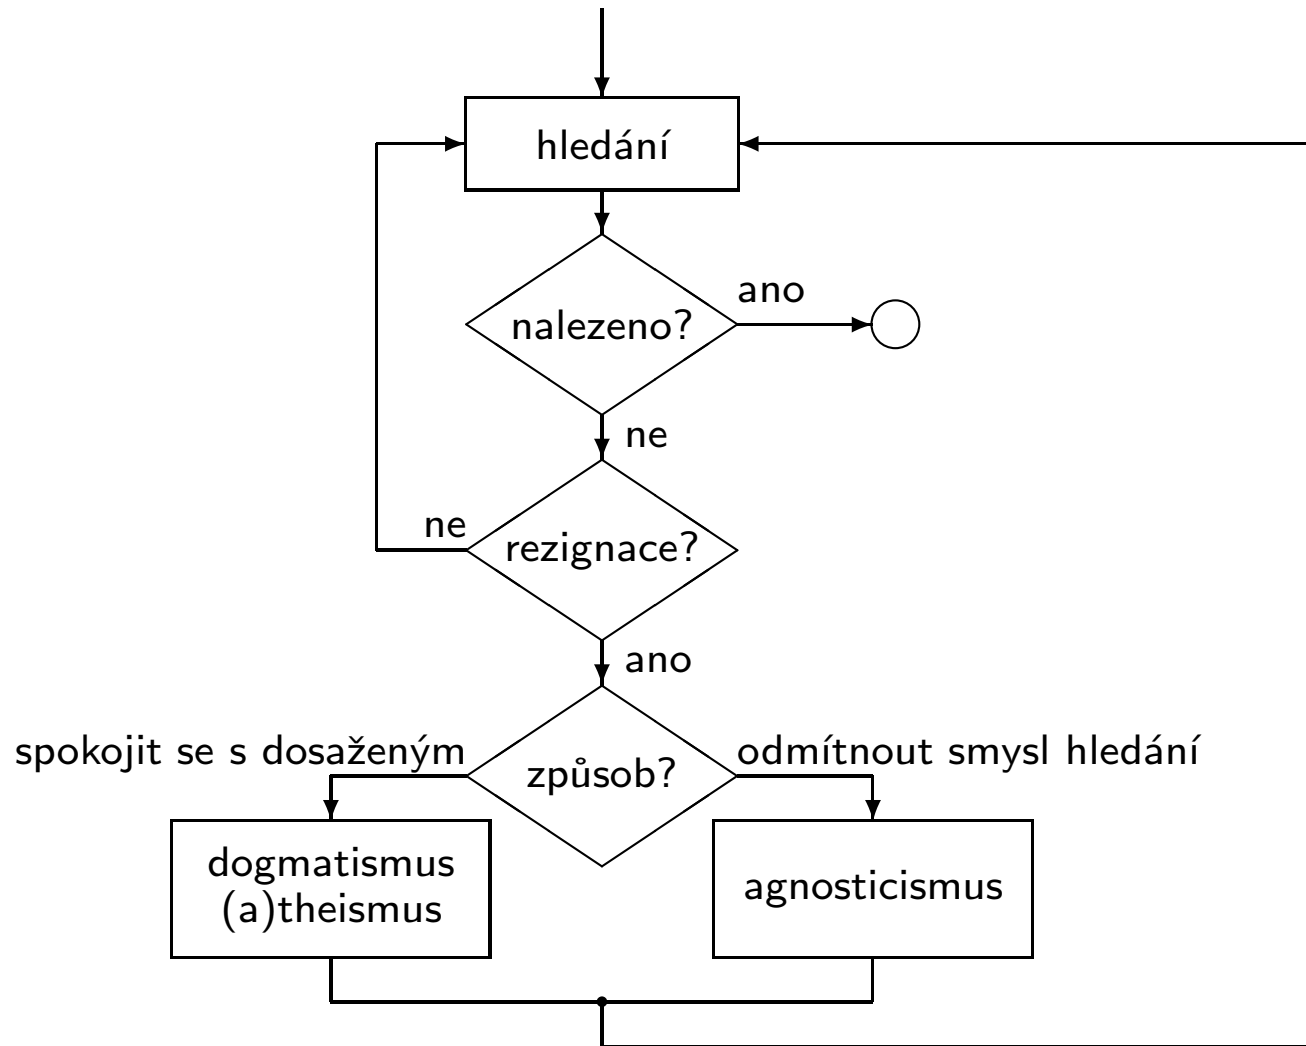 hledání
ano
nalezeno?
ne
ne
rezignace?
ano
spokojit se s dosaženým
způsob?
odmítnout smysl hledání
dogmatismus
(a)theismus
agnosticismus